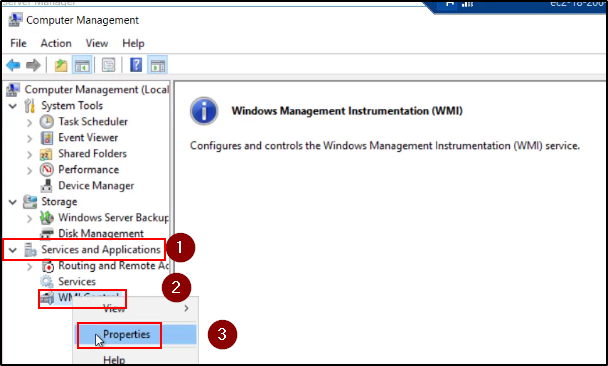 Server Manager
ec2-18-200
Computer Management
File Action View Help
Computer Management (Local
System Tools
Task Scheduler
Event Viewer
Shared Folders
Performance
Device Manager
Storage
Windows Server Backup
Disk Management
Services and Applications
1
Routing and Remote Ac
Services
2
WMI Control
View
Properties
3
Help
Windows Management Instrumentation (WMI)
Configures and controls the Windows Management Instrumentation (WMI) service.